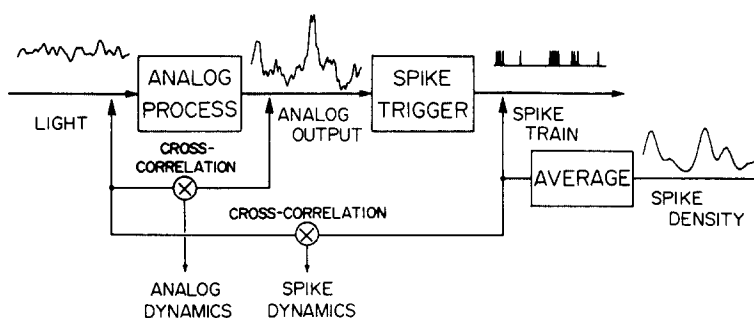 ANALOG
PROCESS
SPIKE
TRIGGER
LIGHT
ANALOG
OUTPUT
SPIKE
TRAIN
CROSS-
CORRELATION
AVERAGE
CROSS-CORRELATION
SPIKE
DENSITY
ANALOG
DYNAMICS
SPIKE
DYNAMICS